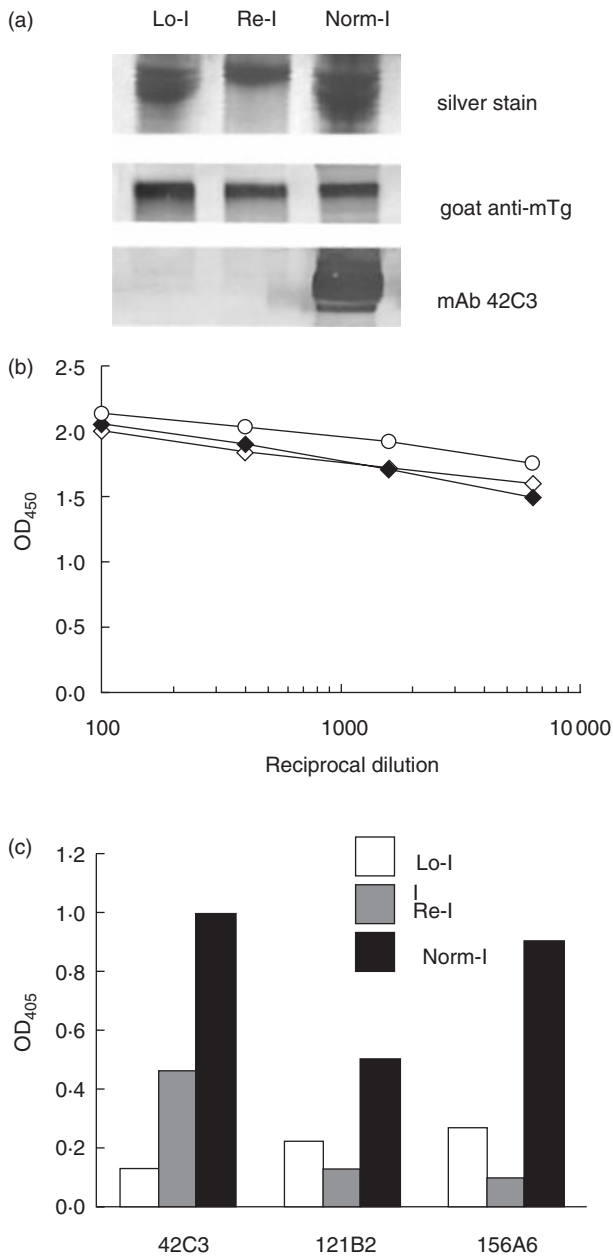 (a)
Lo-I Re-I Norm-I
silver stain
goat anti-mTg
mAb 42C3
(b)
2·5
2·0
1·5
1·0
0·5
0·0
OD450
100 1000 10 000
Reciprocal dilution
(c)
1·2
1·0
0·8
0·6
0·4
0·2
0·0
OD405
Lo-I
I
Re-I
Norm-I
42C3 121B2 156A6